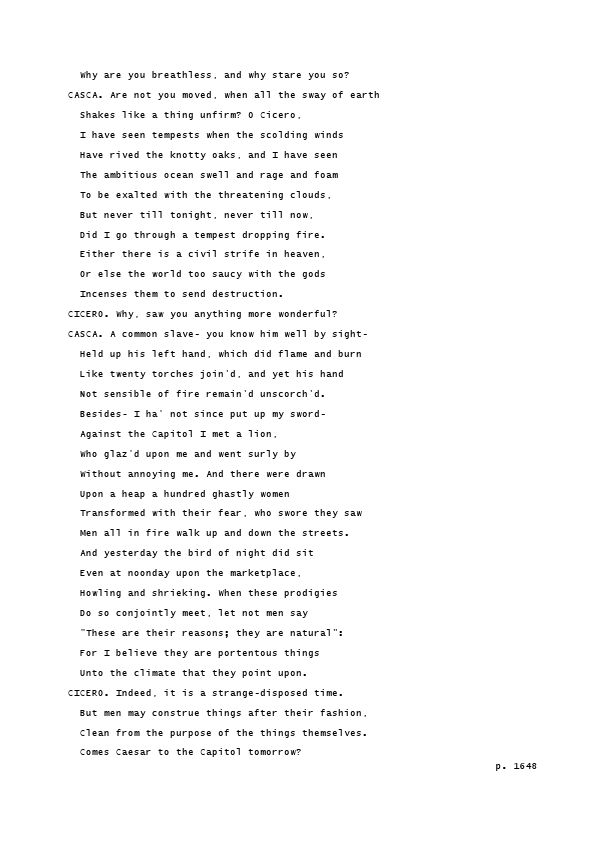 Why are you breathless, and why stare you so?
CASCA. Are not you moved, when all the sway of earth
Shakes like a thing unfirm? O Cicero,
I have seen tempests when the scolding winds
Have rived the knotty oaks, and I have seen
The ambitious ocean swell and rage and foam
To be exalted with the threatening clouds,
But never till tonight, never till now,
Did I go through a tempest dropping fire.
Either there is a civil strife in heaven,
Or else the world too saucy with the gods
Incenses them to send destruction.
CICERO. Why, saw you anything more wonderful?
CASCA. A common slave- you know him well by sight-
Held up his left hand, which did flame and burn
Like twenty torches join'd, and yet his hand
Not sensible of fire remain'd unscorch'd.
Besides- I ha' not since put up my sword-
Against the Capitol I met a lion,
Who glaz'd upon me and went surly by
Without annoying me. And there were drawn
Upon a heap a hundred ghastly women
Transformed with their fear, who swore they saw
Men all in fire walk up and down the streets.
And yesterday the bird of night did sit
Even at noonday upon the marketplace,
Howling and shrieking. When these prodigies
Do so conjointly meet, let not men say
"These are their reasons; they are natural":
For I believe they are portentous things
Unto the climate that they point upon.
CICERO. Indeed, it is a strange-disposed time.
But men may construe things after their fashion,
Clean from the purpose of the things themselves.
Comes Caesar to the Capitol tomorrow?
p. 1648